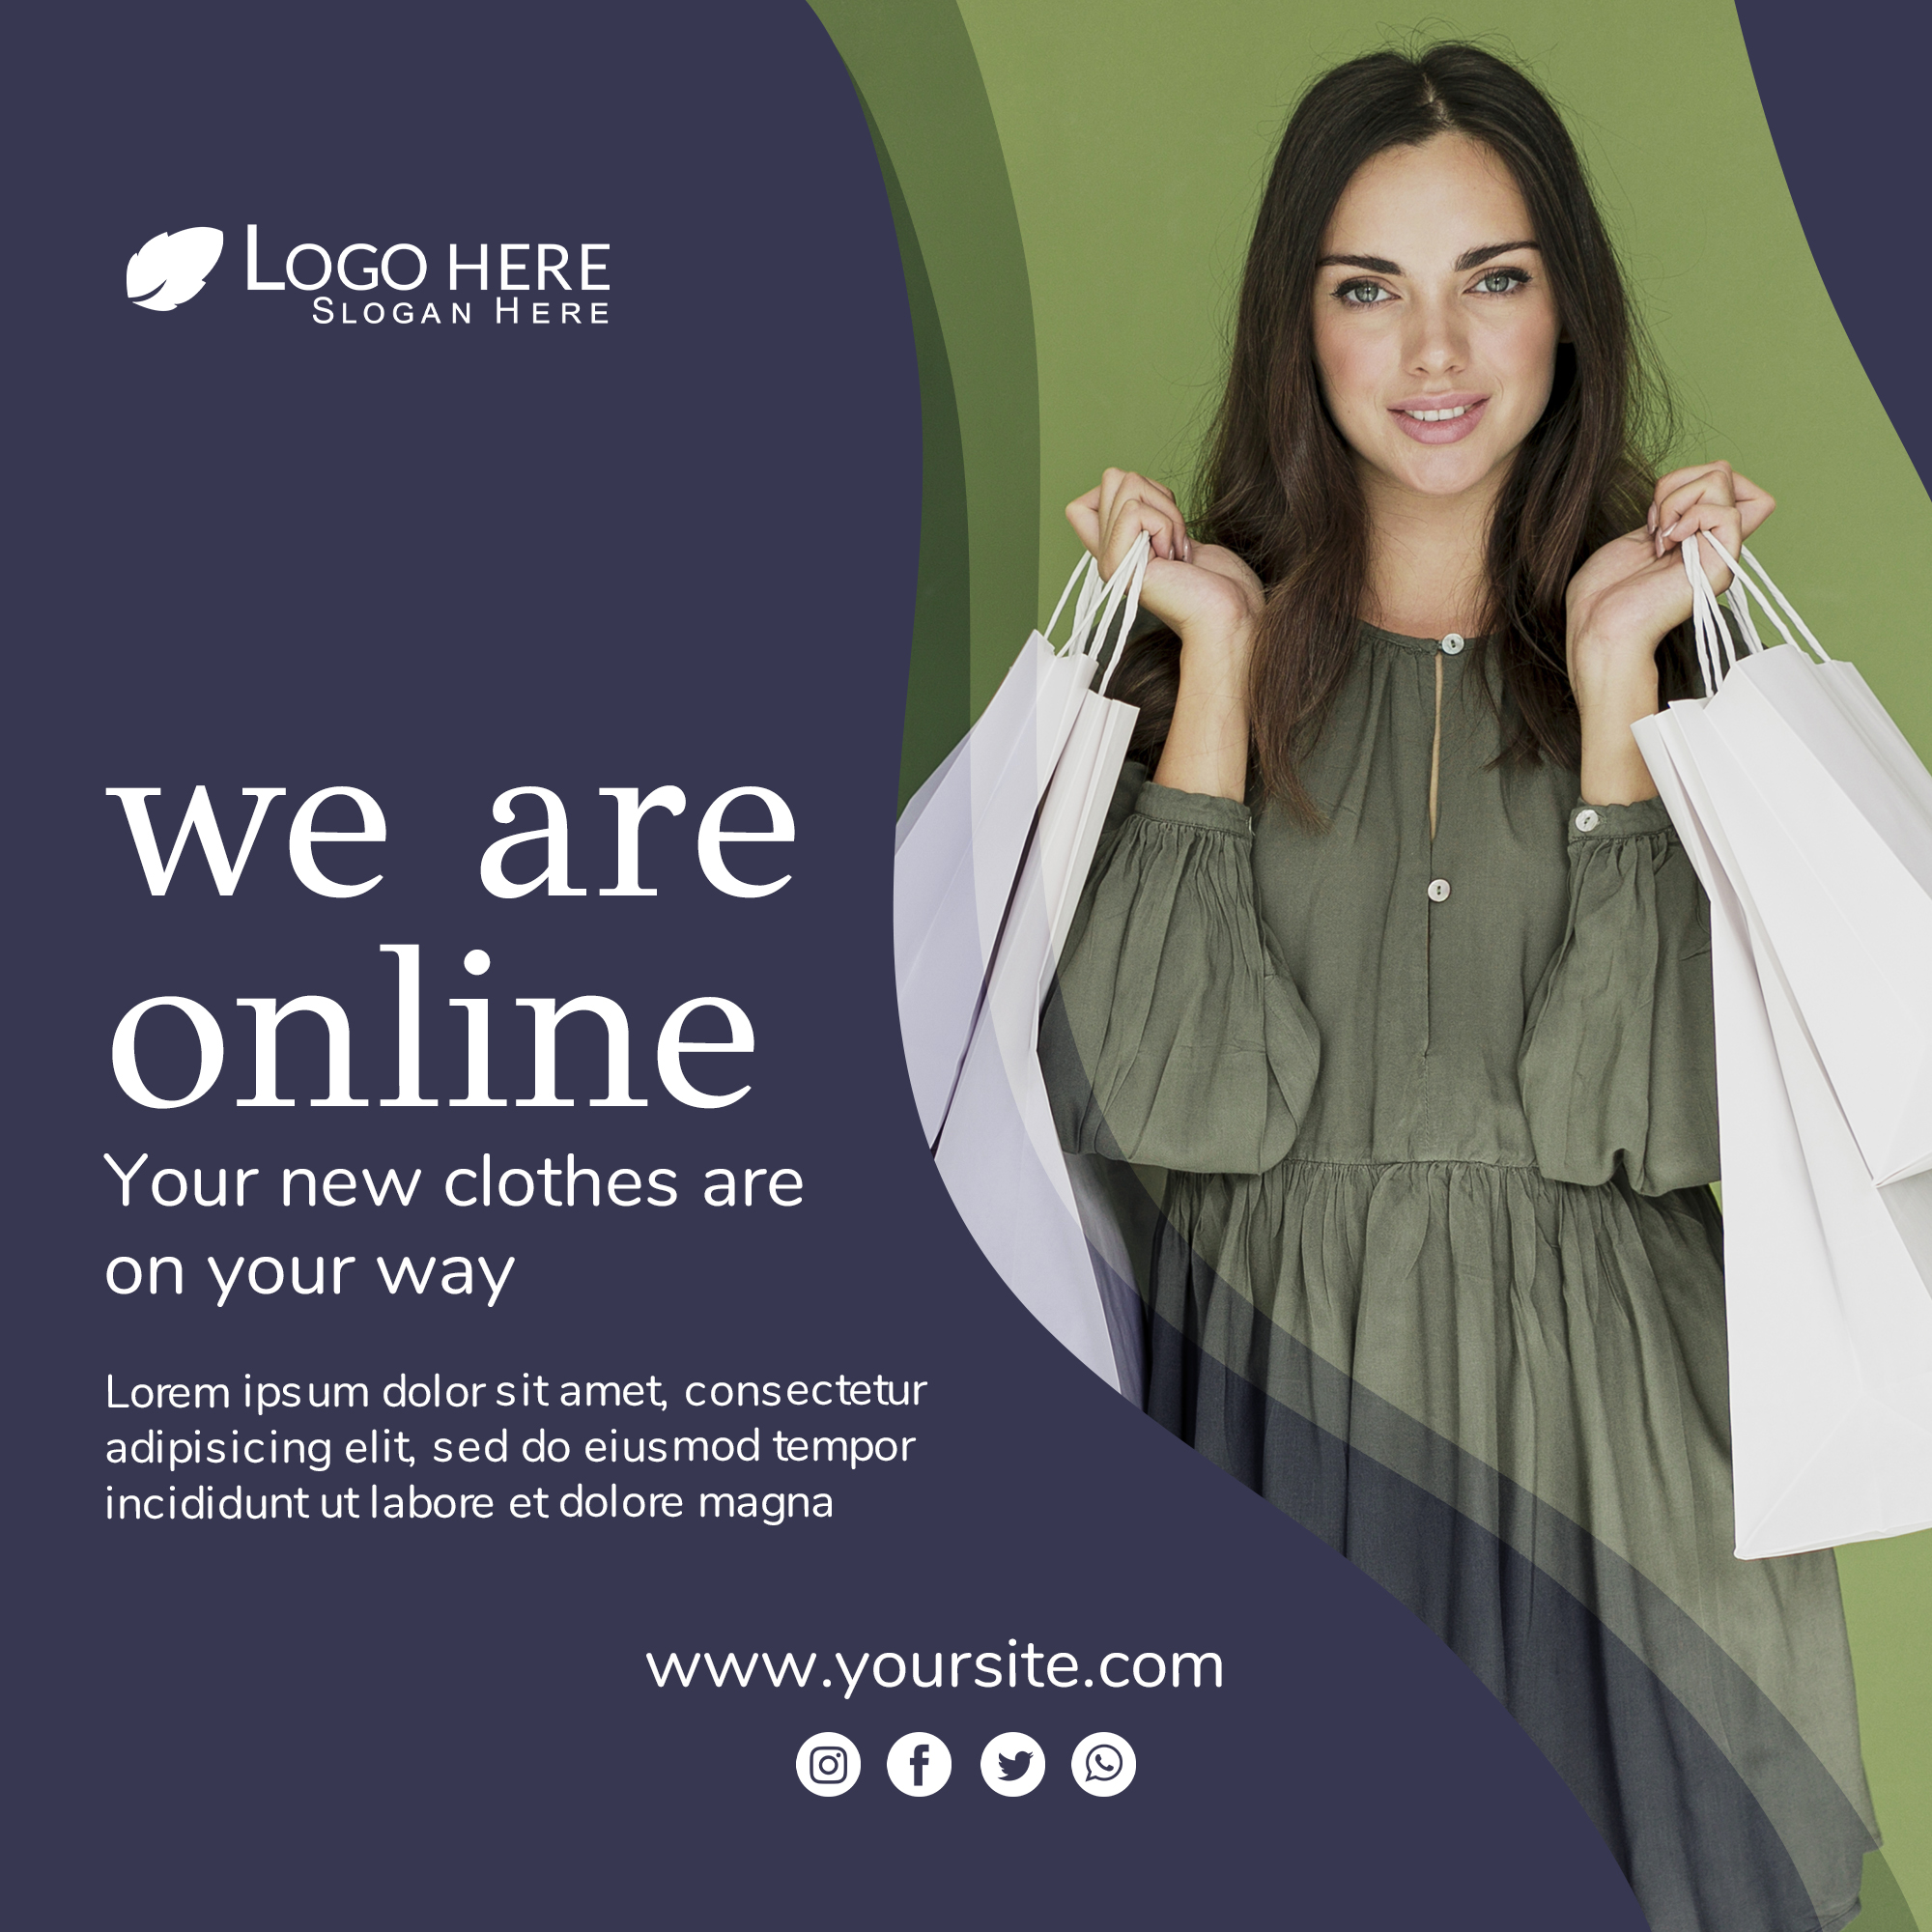 LOGO HERE
SLOGAN HERE
we are
online
Your new clothes are
on your way
Lorem ipsum dolor sit amet, consectetur
adipisicing elit, sed do eiusmod tempor
incididunt ut labore et dolore magna
www.yoursite.com